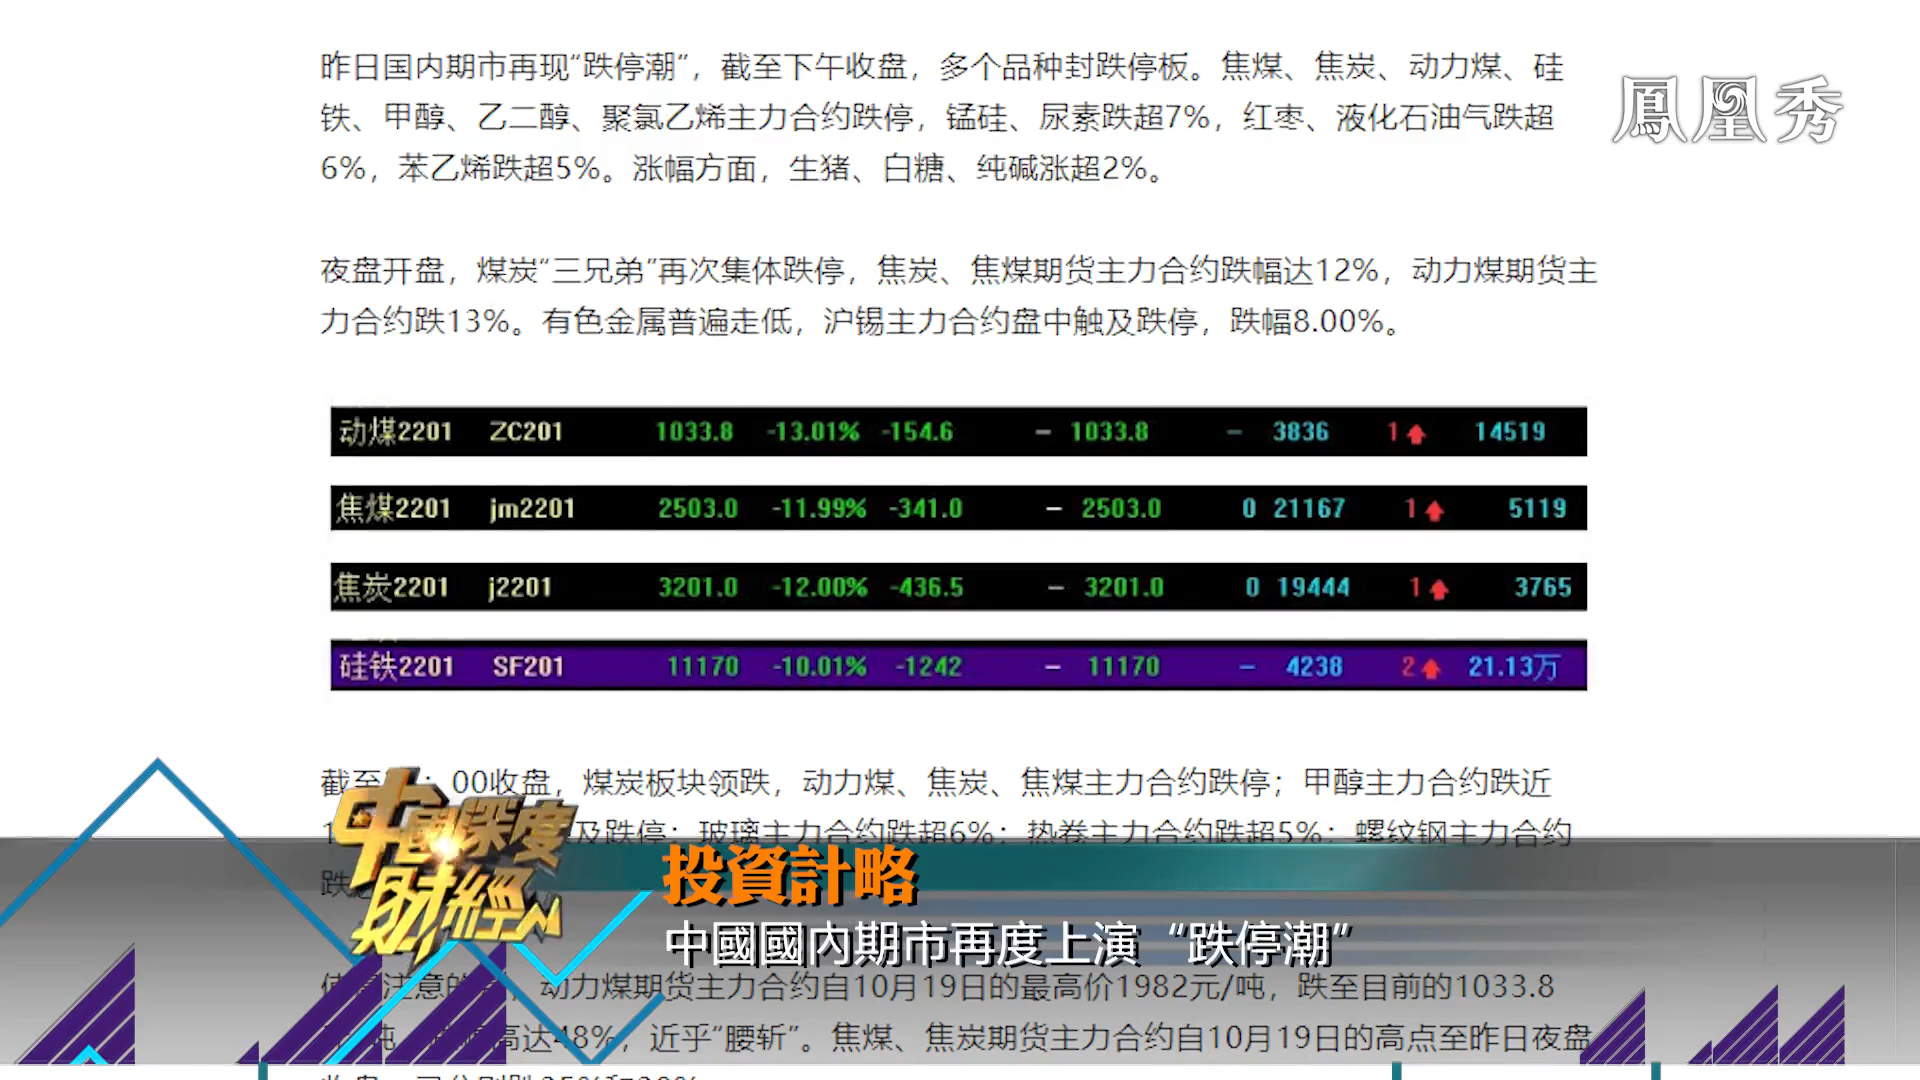 昨日国内期市再现“跌停潮”，截至下午收盘，多个品种封跌停板。焦煤、焦炭、动力煤、硅
铁、甲醇、乙二醇、聚氯乙烯主力合约跌停，锰硅、尿素跌超7%，红枣、液化石油气跌超
6%，苯乙烯跌超5%。涨幅方面，生猪、白糖、纯碱涨超2%。
鳳凰秀
夜盘开盘，煤炭“三兄弟”再次集体跌停，焦炭、焦煤期货主力合约跌幅达12%，动力煤期货主
力合约跌13%。有色金属普遍走低，沪锡主力合约盘中触及跌停，跌幅8.00%。
动煤2201 ZC201 1033.8 -13.01% -154.6 - 1033.8 - 3836 1 14519
焦煤2201 jm2201 2503.0 -11.99% -341.0 - 2503.0 0 21167 1 5119
焦炭2201 j2201 3201.0 -12.00% -436.5 - 3201.0 0 19444 1 3765
硅铁2201 SF201 11170 -10.01% -1242 - 11170 - 4238 2 21.13万
截至 ：00收盘，煤炭板块领跌，动力煤、焦炭、焦煤主力合约跌停；甲醇主力合约跌近
及跌停；玻璃主力合约跌超6%；热卷主力合约跌超5%；螺纹钢主力合约
跌
中國深度
財經
投資計略
中國國內期市再度上演“跌停潮”
注意的 ，动力煤期货主力合约自10月19日的最高价1982元/吨，跌至目前的1033.8
吨 高达48%，近乎“腰斩”。焦煤、焦炭期货主力合约自10月19日的高点至昨日夜盘